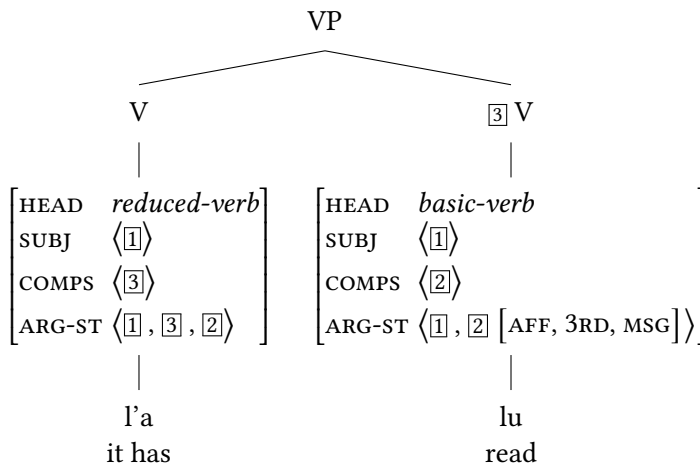 VP
V 3 V
[HEAD reduced-verb] [HEAD basic-verb]
SUBJ ⟨1⟩ SUBJ ⟨1⟩
COMPS ⟨3⟩ COMPS ⟨2⟩
ARG-ST ⟨1, 3, 2⟩ ARG-ST ⟨1, 2 [AFF, 3RD, MSG]⟩
l’a lu
it has read